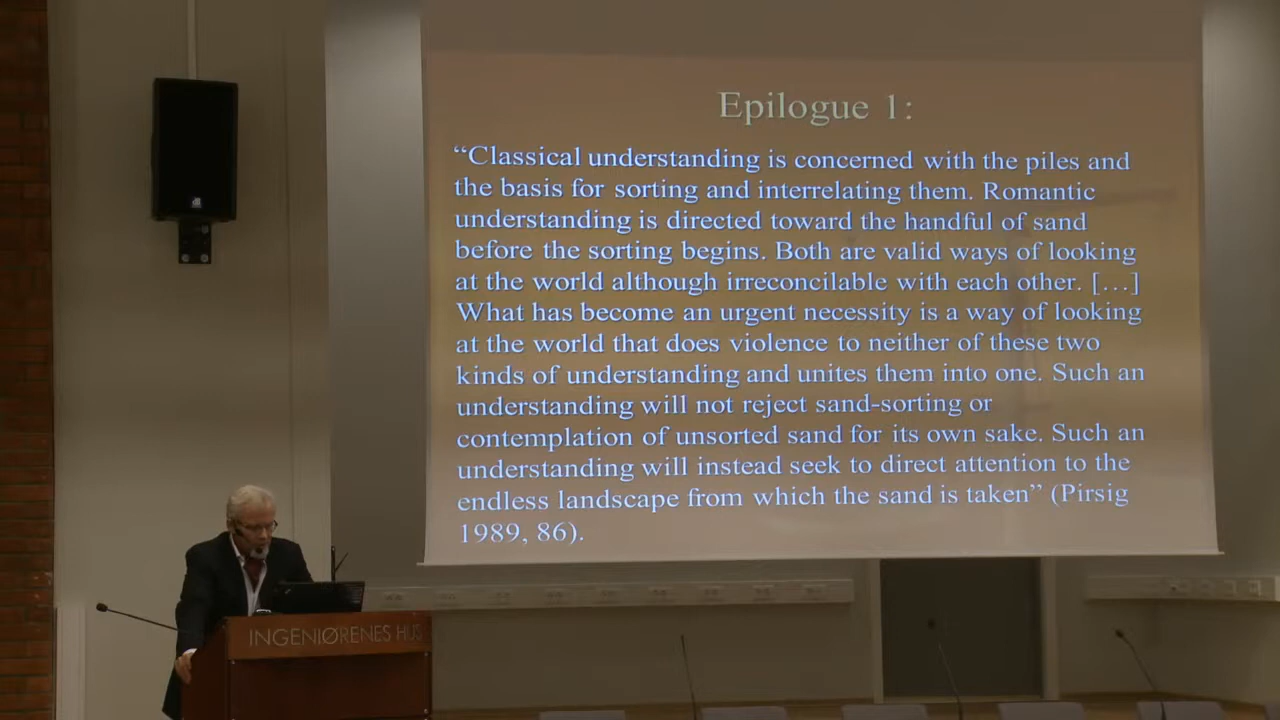 Epilogue 1:
“Classical understanding is concerned with the piles and
the basis for sorting and interrelating them. Romantic
understanding is directed toward the handful of sand
before the sorting begins. Both are valid ways of looking
at the world although irreconcilable with each other. […]
What has become an urgent necessity is a way of looking
at the world that does violence to neither of these two
kinds of understanding and unites them into one. Such an
understanding will not reject sand-sorting or
contemplation of unsorted sand for its own sake. Such an
understanding will instead seek to direct attention to the
endless landscape from which the sand is taken” (Pirsig
1989, 86).
INGENIØRENES HUS